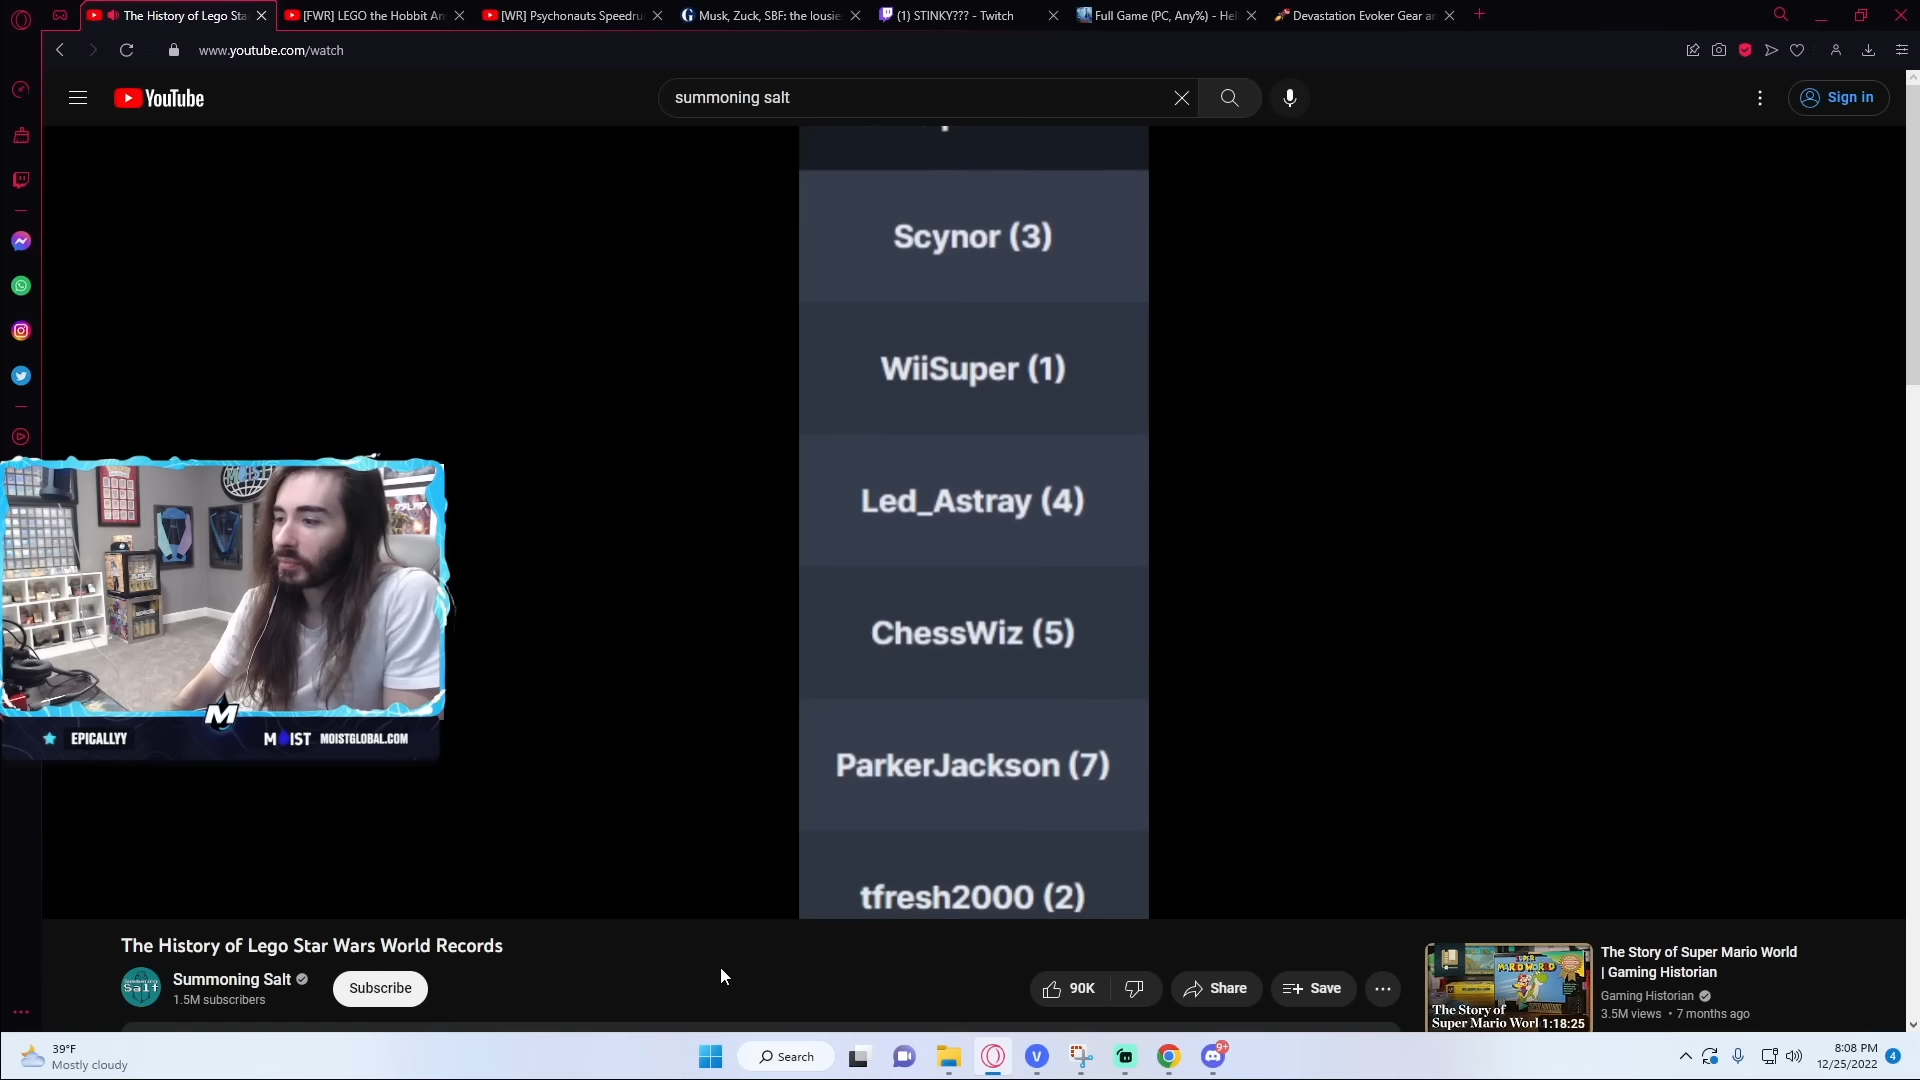 The History of Lego Sta
[FWR] LEGO the Hobbit An
[WR] Psychonauts Speedru
Musk, Zuck, SBF: the lousie
(1) STINKY??? - Twitch
Full Game (PC, Any%) - Hel
Devastation Evoker Gear an
www.youtube.com/watch
YouTube
summoning salt
Sign in
Scynor (3)
WiiSuper (1)
Led_Astray (4)
ChessWiz (5)
ParkerJackson (7)
tfresh2000 (2)
M
EPICALLYY
MOIST
MOISTGLOBAL.COM
The History of Lego Star Wars World Records
Summoning Salt
1.5M subscribers
Subscribe
90K
Share
Save
The Story of
Super Mario Worl
1:18:25
The Story of Super Mario World
| Gaming Historian
Gaming Historian
3.5M views • 7 months ago
39°F
Mostly cloudy
Search
9+
8:08 PM
12/25/2022
4